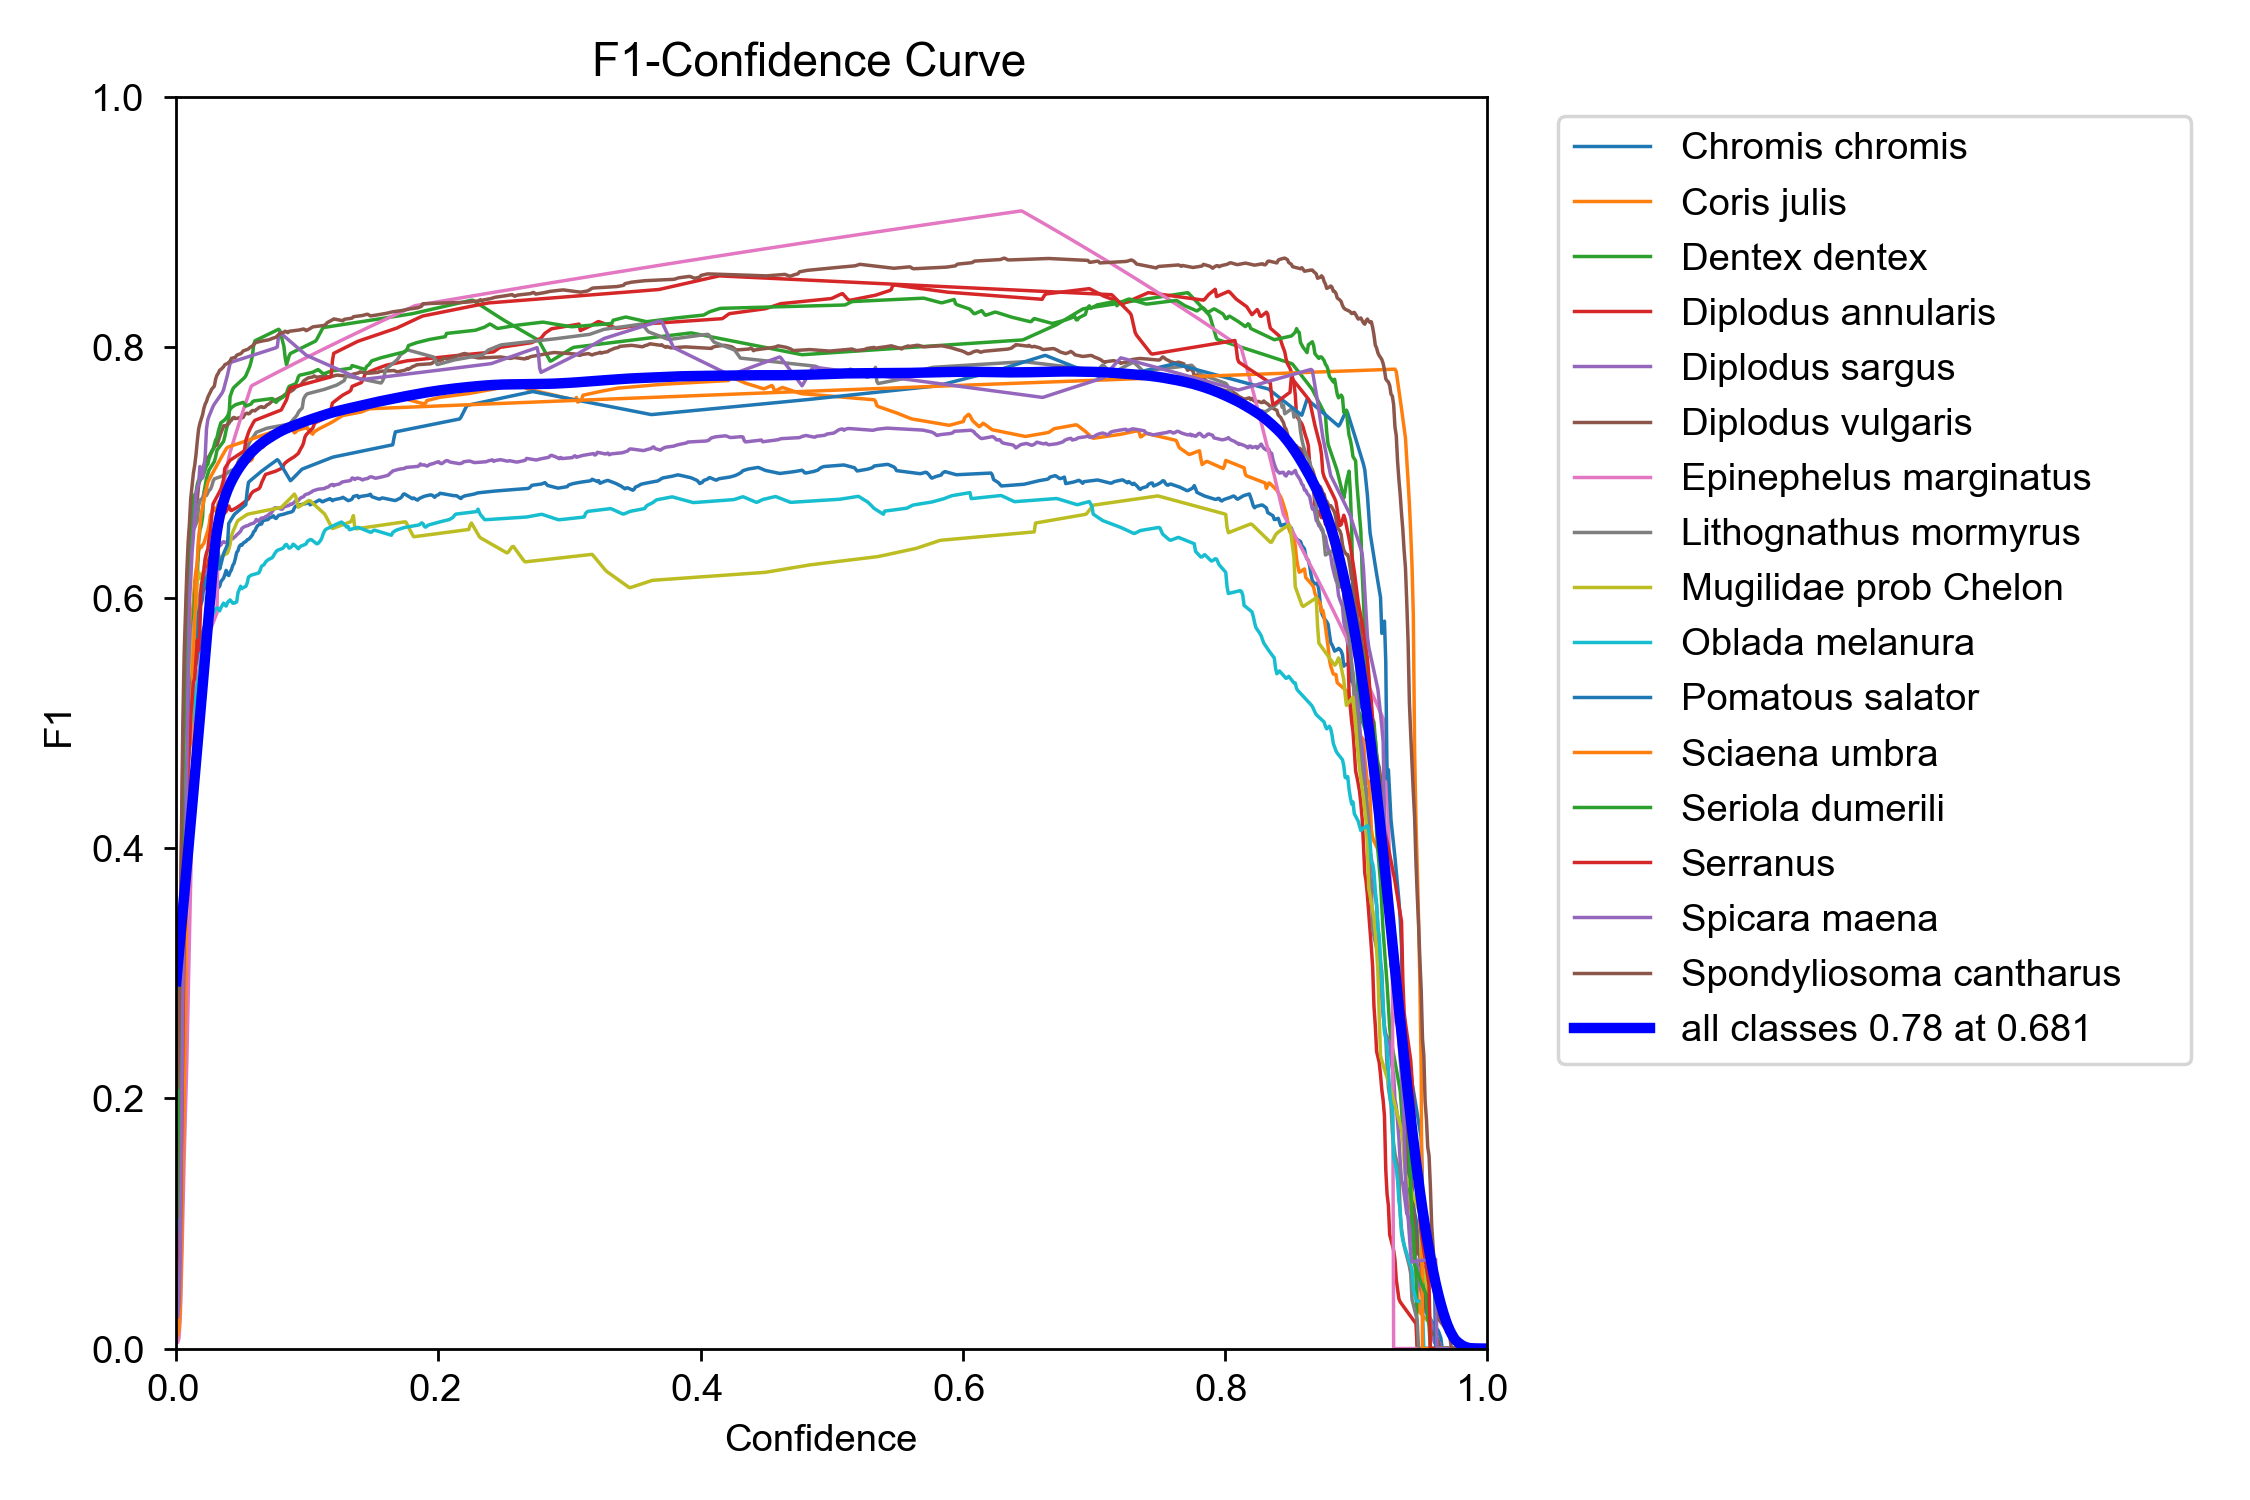 F1-Confidence Curve
1.0
0.8
0.6
0.4
0.2
0.0
F1
0.0 0.2 0.4 0.6 0.8 1.0
Confidence
Chromis chromis
Coris julis
Dentex dentex
Diplodus annularis
Diplodus sargus
Diplodus vulgaris
Epinephelus marginatus
Lithognathus mormyrus
Mugilidae prob Chelon
Oblada melanura
Pomatous salator
Sciaena umbra
Seriola dumerili
Serranus
Spicara maena
Spondyliosoma cantharus
all classes 0.78 at 0.681